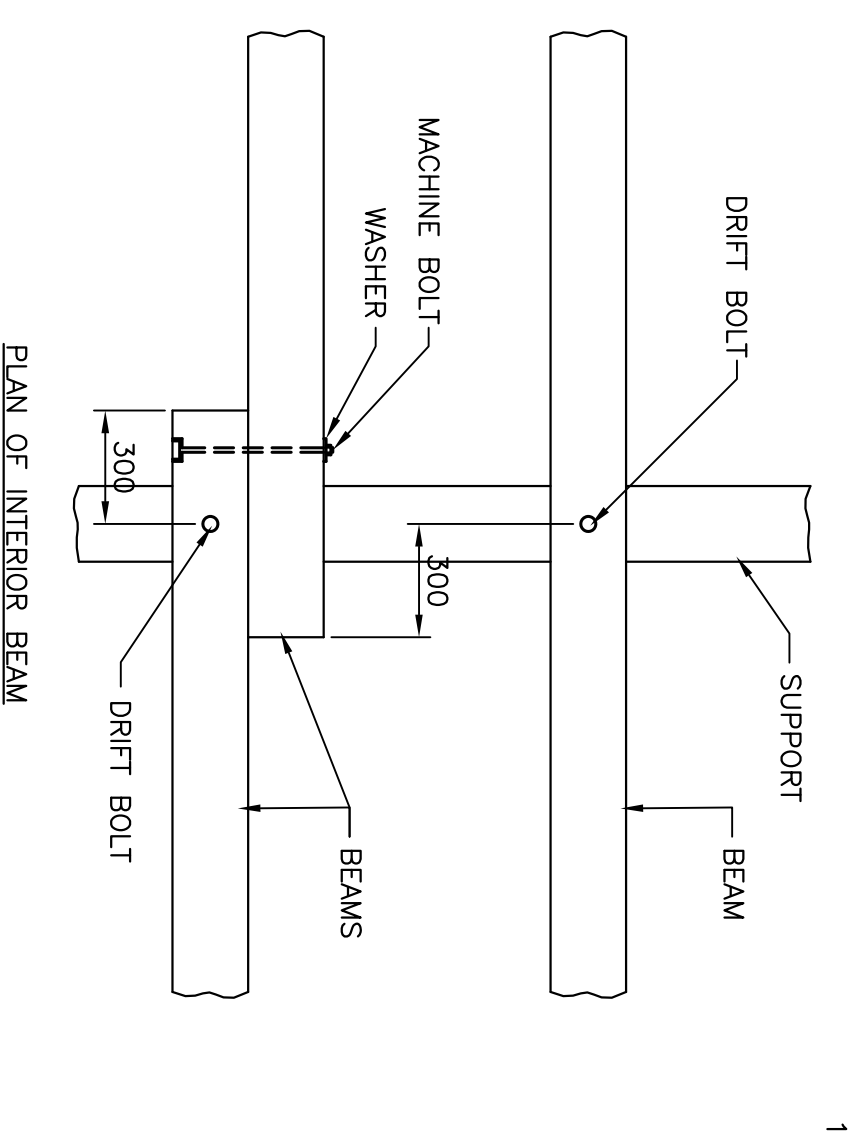 1
DRIFT BOLT
SUPPORT
BEAM
MACHINE BOLT
WASHER
300
BEAMS
300
DRIFT BOLT
PLAN OF INTERIOR BEAM